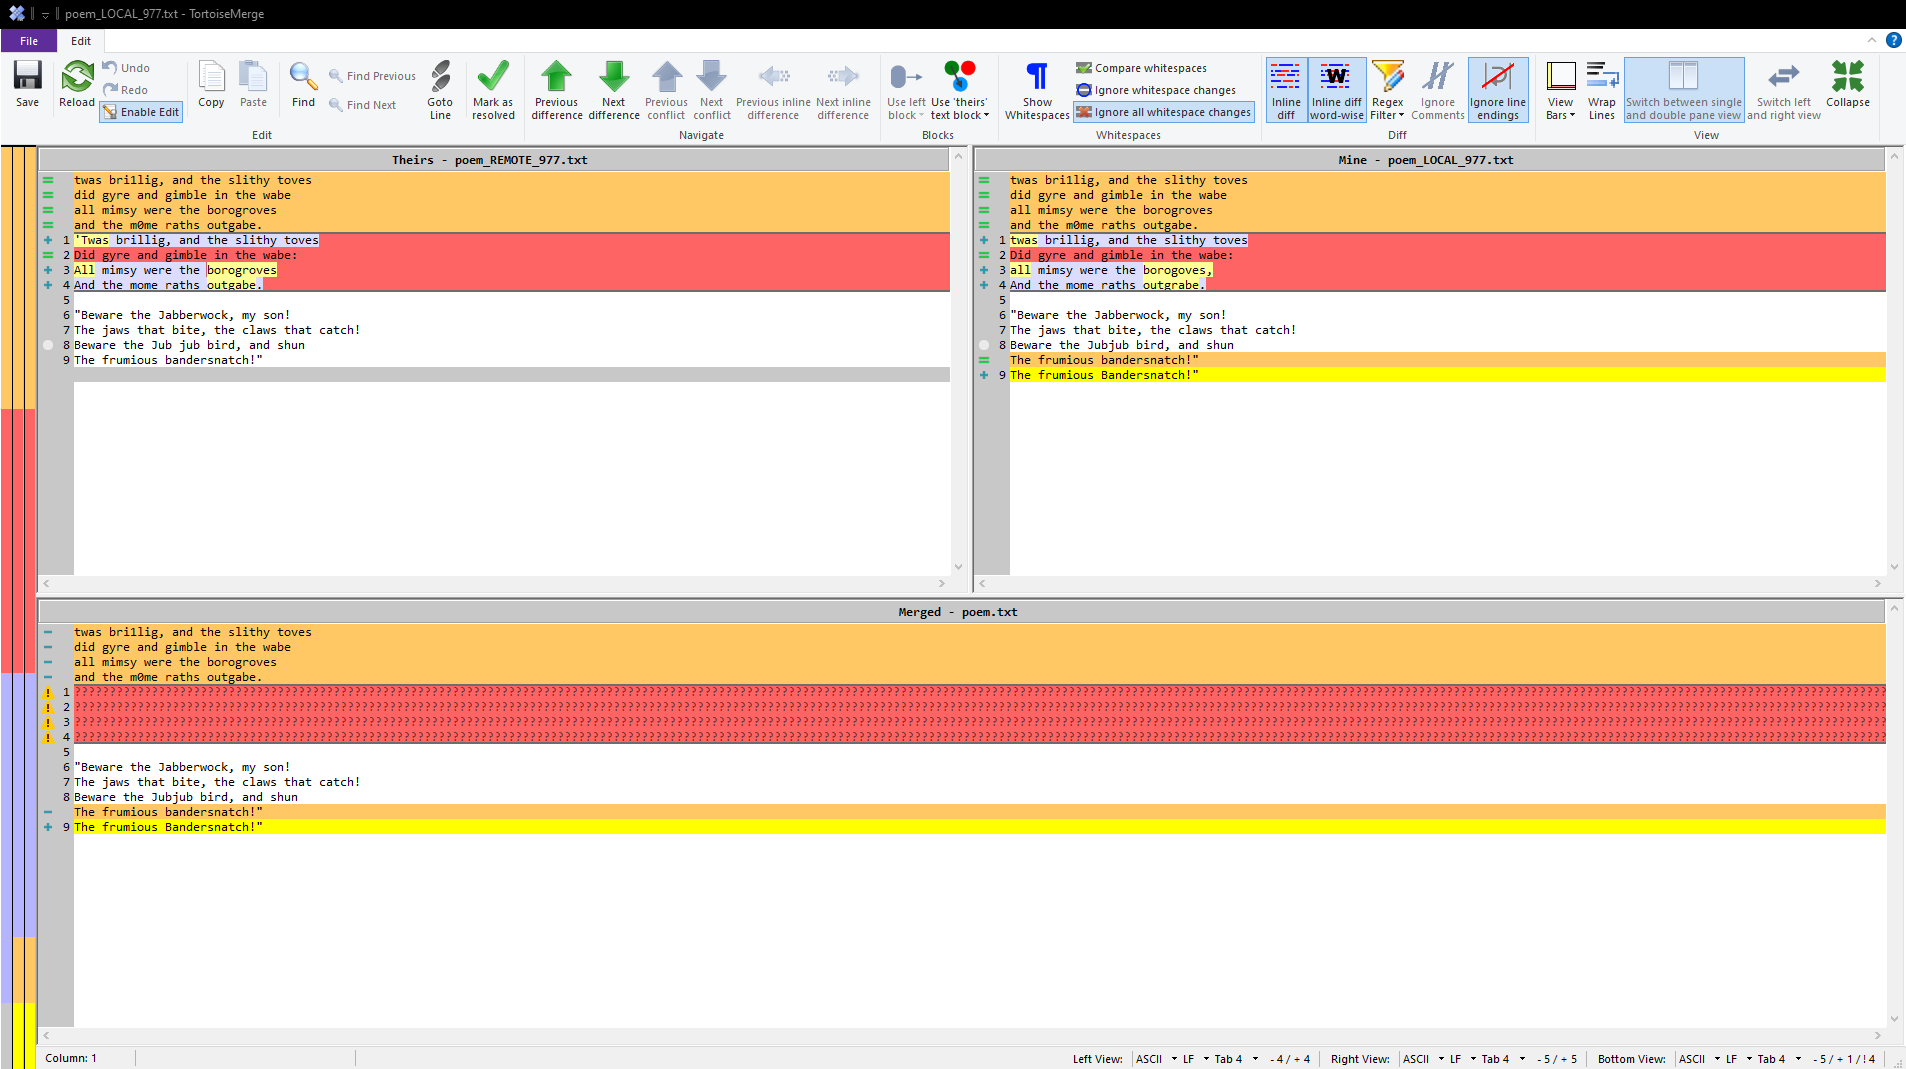 poem_LOCAL_977.txt - TortoiseMerge
File Edit
Save Reload Undo Redo Enable Edit Copy Paste Find Find Previous Find Next Goto Line
Edit
Mark as resolved Previous difference Next difference Previous conflict Next conflict Previous inline difference Next inline difference
Navigate
Use left block Use 'theirs' text block
Blocks
Show Whitespaces Compare whitespaces Ignore whitespace changes Ignore all whitespace changes
Whitespaces
Inline diff Inline diff word-wise Regex Filter Ignore Comments Ignore line endings
Diff
View Bars Wrap Lines Switch between single and double pane view Switch left and right view Collapse
View
Theirs - poem_REMOTE_977.txt
twas bri1lig, and the slithy toves
did gyre and gimble in the wabe
all mimsy were the borogroves
and the m0me raths outgabe.
1 'Twas brillig, and the slithy toves
2 Did gyre and gimble in the wabe:
3 All mimsy were the borogroves
4 And the mome raths outgabe.
5
6 "Beware the Jabberwock, my son!
7 The jaws that bite, the claws that catch!
8 Beware the Jub jub bird, and shun
9 The frumious bandersnatch!"
Mine - poem_LOCAL_977.txt
twas bri1lig, and the slithy toves
did gyre and gimble in the wabe
all mimsy were the borogroves
and the m0me raths outgabe.
1 twas brillig, and the slithy toves
2 Did gyre and gimble in the wabe:
3 all mimsy were the borogoves,
4 And the mome raths outgrabe.
5
6 "Beware the Jabberwock, my son!
7 The jaws that bite, the claws that catch!
8 Beware the Jubjub bird, and shun
The frumious bandersnatch!"
9 The frumious Bandersnatch!"
Merged - poem.txt
twas bri1lig, and the slithy toves
did gyre and gimble in the wabe
all mimsy were the borogroves
and the m0me raths outgabe.
1
2
3
4
5
6 "Beware the Jabberwock, my son!
7 The jaws that bite, the claws that catch!
8 Beware the Jubjub bird, and shun
The frumious bandersnatch!"
9 The frumious Bandersnatch!"
Column: 1 Left View: ASCII LF Tab 4 - 4 / + 4 Right View: ASCII LF Tab 4 - 5 / + 5 Bottom View: ASCII LF Tab 4 - 5 / + 1 / ! 4